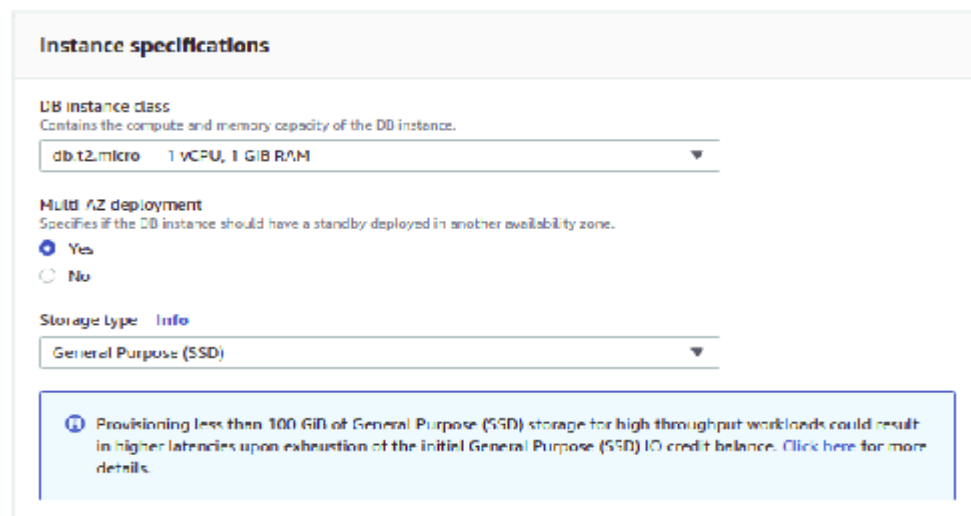 Instance specifications
DB instance class
Contains the compute and memory capacity of the DB instance.
db.t2.micro 1 vCPU, 1 GiB RAM
Multi AZ deployment
Specifies if the DB instance should have a standby deployed in another availability zone.
Yes
No
Storage type Info
General Purpose (SSD)
Provisioning less than 100 GiB of General Purpose (SSD) storage for high throughput workloads could result
in higher latencies upon exhaustion of the initial General Purpose (SSD) IO credit balance. Click here for more
details.